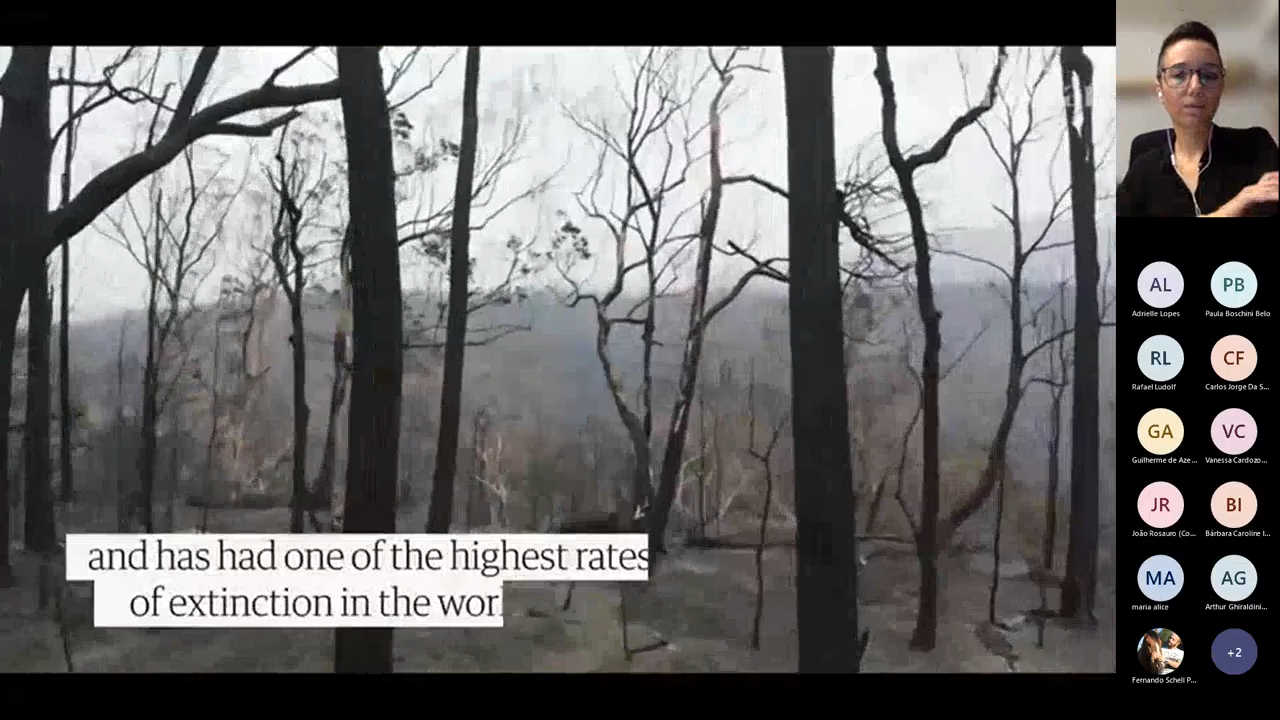 and has had one of the highest rates
of extinction in the wor
AL
PB
Adrielle Lopes
Paula Boschini Belo
RL
CF
Rafael Ludolf
Carlos Jorge Da S...
GA
VC
Guilherme de Aze...
Vanessa Cardozo...
JR
BI
João Rosauro (Co...
Bárbara Caroline I...
MA
AG
maria alice
Arthur Ghiraldini...
+2
Fernando Schell P...